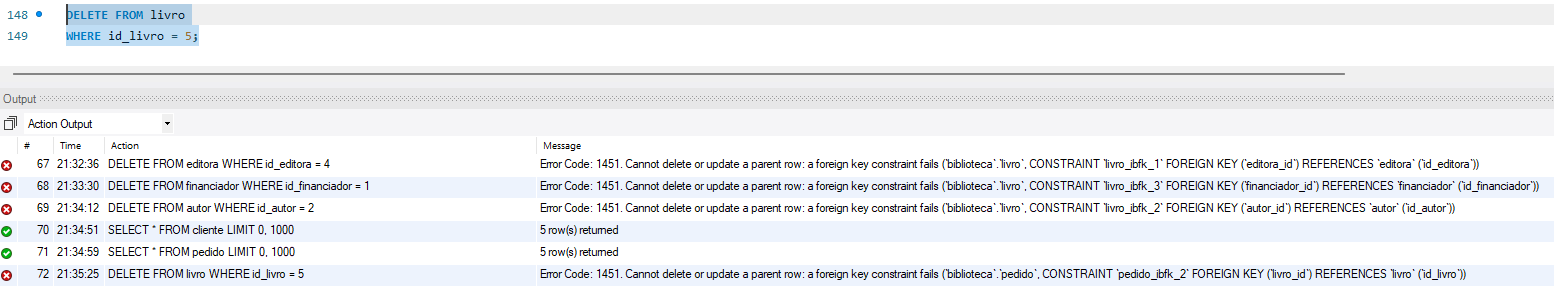 148 DELETE FROM livro
149 WHERE id_livro = 5;
Output
Action Output
# Time Action Message
67 21:32:36 DELETE FROM editora WHERE id_editora = 4 Error Code: 1451. Cannot delete or update a parent row: a foreign key constraint fails (`biblioteca`.`livro`, CONSTRAINT `livro_ibfk_1` FOREIGN KEY (`editora_id`) REFERENCES `editora` (`id_editora`))
68 21:33:30 DELETE FROM financiador WHERE id_financiador = 1 Error Code: 1451. Cannot delete or update a parent row: a foreign key constraint fails (`biblioteca`.`livro`, CONSTRAINT `livro_ibfk_3` FOREIGN KEY (`financiador_id`) REFERENCES `financiador` (`id_financiador`))
69 21:34:12 DELETE FROM autor WHERE id_autor = 2 Error Code: 1451. Cannot delete or update a parent row: a foreign key constraint fails (`biblioteca`.`livro`, CONSTRAINT `livro_ibfk_2` FOREIGN KEY (`autor_id`) REFERENCES `autor` (`id_autor`))
70 21:34:51 SELECT * FROM cliente LIMIT 0, 1000 5 row(s) returned
71 21:34:59 SELECT * FROM pedido LIMIT 0, 1000 5 row(s) returned
72 21:35:25 DELETE FROM livro WHERE id_livro = 5 Error Code: 1451. Cannot delete or update a parent row: a foreign key constraint fails (`biblioteca`.`pedido`, CONSTRAINT `pedido_ibfk_2` FOREIGN KEY (`livro_id`) REFERENCES `livro` (`id_livro`))